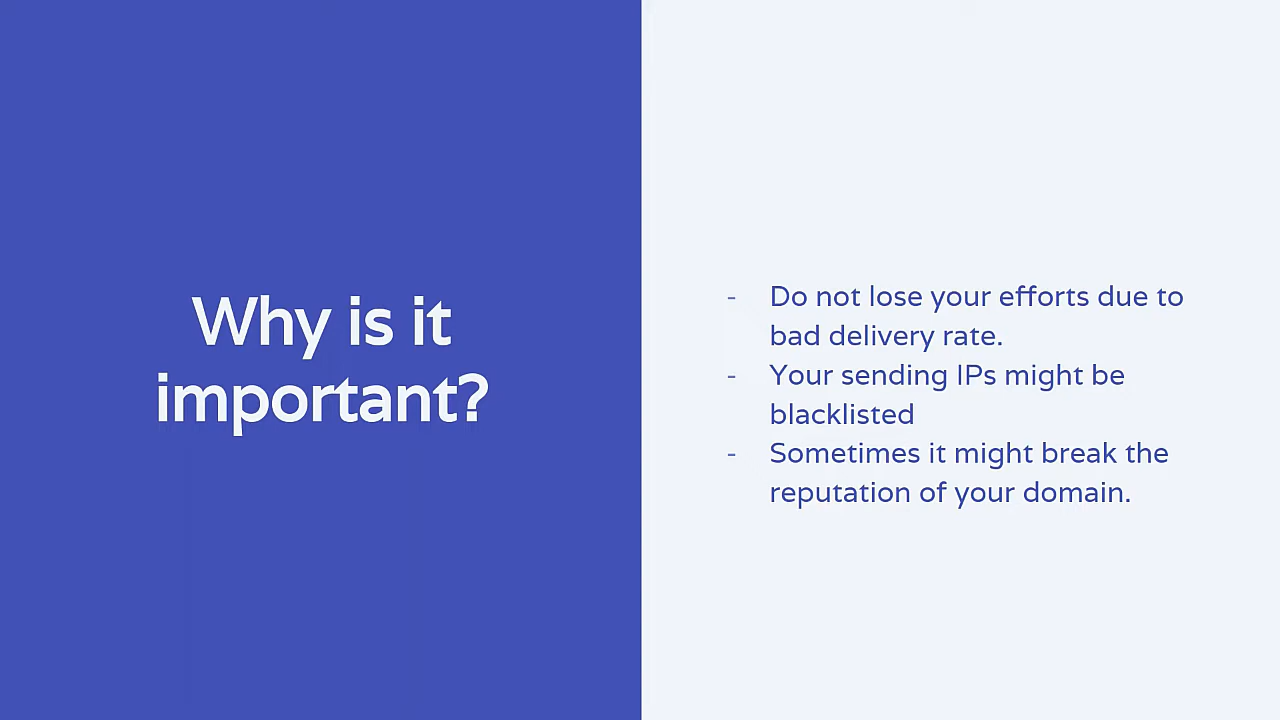 Why is it
important?
- Do not lose your efforts due to
bad delivery rate.
- Your sending IPs might be
blacklisted
- Sometimes it might break the
reputation of your domain.